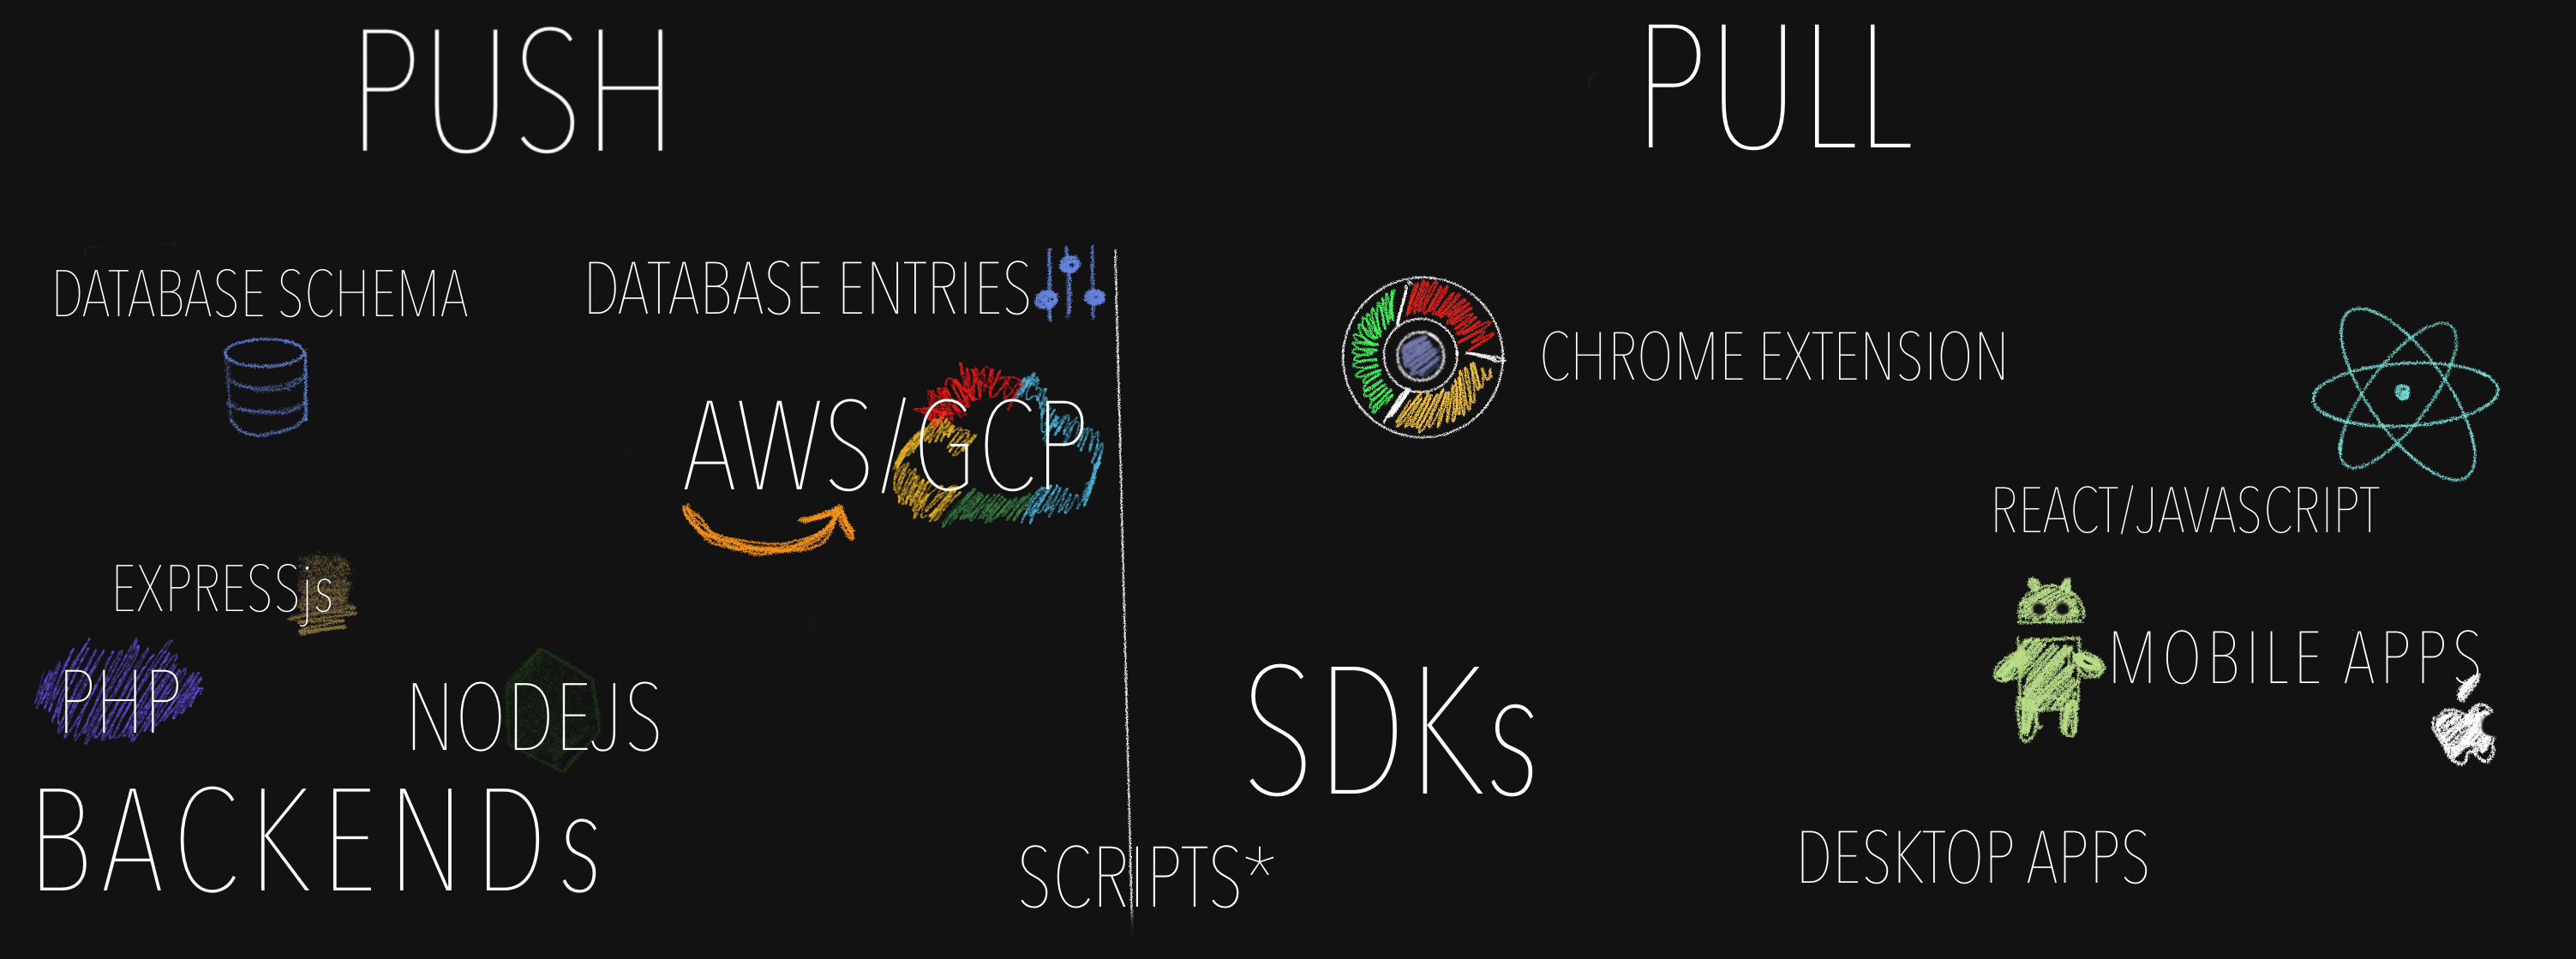 PUSH
PULL
DATABASE SCHEMA
DATABASE ENTRIES
AWS/GCP
EXPRESSjs
PHP
NODEJS
BACKENDs
SCRIPTS*
CHROME EXTENSION
REACT/JAVASCRIPT
SDKs
MOBILE APPS
DESKTOP APPS